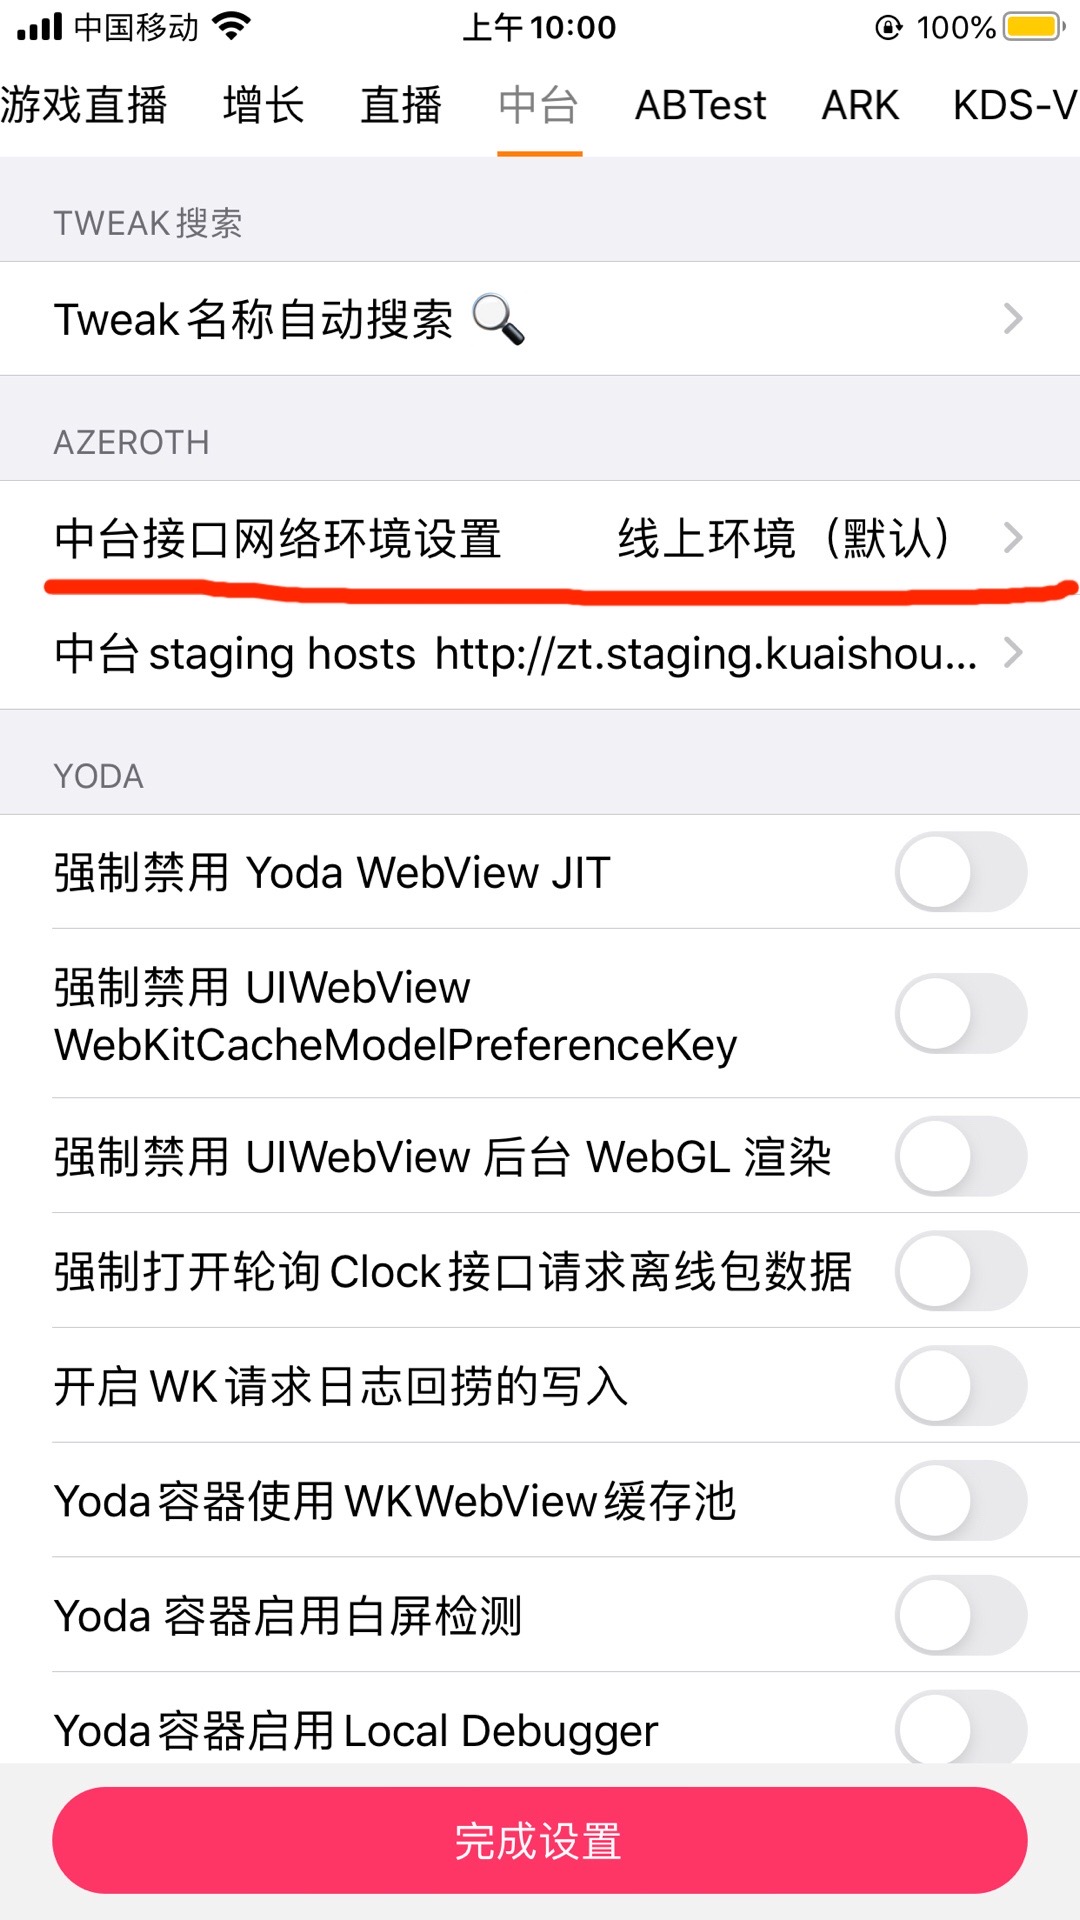 中国移动 上午10:00 100%
游戏直播 增长 直播 中台 ABTest ARK KDS-V
TWEAK搜索
Tweak名称自动搜索
AZEROTH
中台接口网络环境设置 线上环境（默认）
中台staging hosts http://zt.staging.kuaishou...
YODA
强制禁用 Yoda WebView JIT
强制禁用 UIWebView
WebKitCacheModelPreferenceKey
强制禁用 UIWebView 后台 WebGL 渲染
强制打开轮询Clock接口请求离线包数据
开启WK请求日志回捞的写入
Yoda容器使用WKWebView缓存池
Yoda 容器启用白屏检测
Yoda容器启用Local Debugger
完成设置